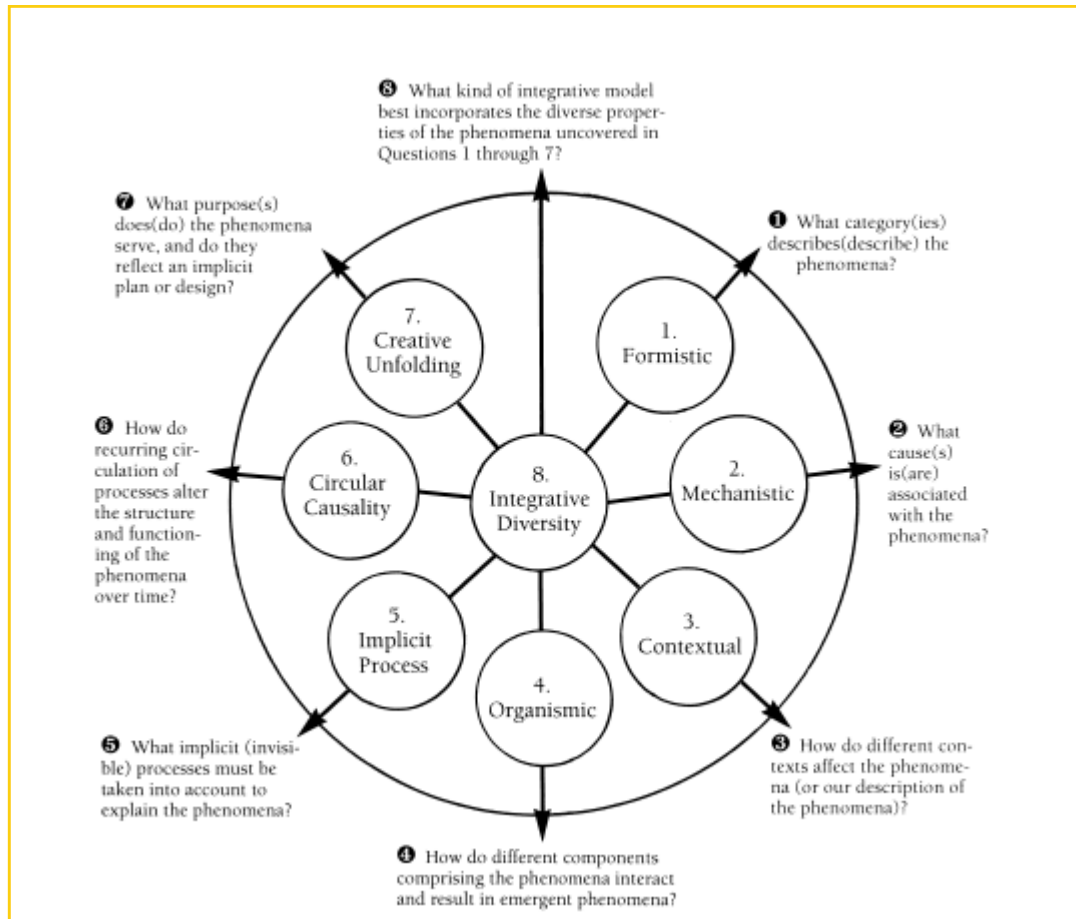 ❽ What kind of integrative model
best incorporates the diverse proper-
ties of the phenomena uncovered in
Questions 1 through 7?
❼ What purpose(s)
does(do) the phenomena
serve, and do they
reflect an implicit
plan or design?
❶ What category(ies)
describes(describe) the
phenomena?
7.
Creative
Unfolding
1.
Formistic
❻ How do
recurring cir-
culation of
processes alter
the structure
and function-
ing of the
phenomena
over time?
6.
Circular
Causality
8.
Integrative
Diversity
2.
Mechanistic
❷ What
cause(s)
is(are)
associated
with the
phenomena?
5.
Implicit
Process
4.
Organismic
3.
Contextual
❺ What implicit (invisi-
ble) processes must be
taken into account to
explain the phenomena?
❸ How do different con-
texts affect the phenome-
na (or our description of
the phenomena)?
❹ How do different components
comprising the phenomena interact
and result in emergent phenomena?